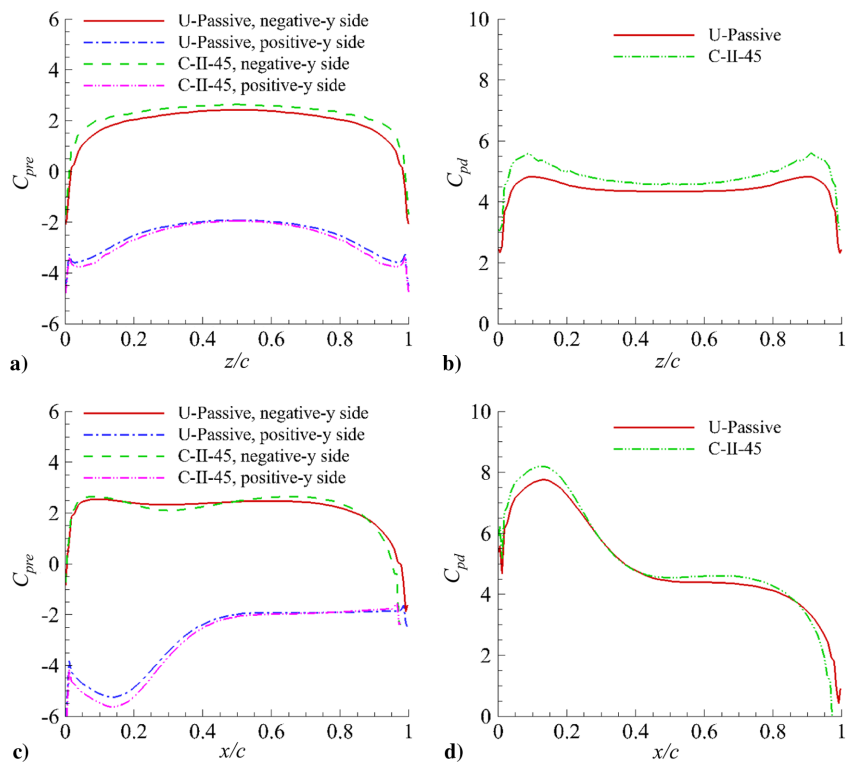 6
4
2
0
-2
-4
-6
C_pre
U-Passive, negative-y side
U-Passive, positive-y side
C-II-45, negative-y side
C-II-45, positive-y side
0 0.2 0.4 0.6 0.8 1
z/c
a)
10
8
6
4
2
0
C_pd
U-Passive
C-II-45
0 0.2 0.4 0.6 0.8 1
z/c
b)
6
4
2
0
-2
-4
-6
C_pre
U-Passive, negative-y side
U-Passive, positive-y side
C-II-45, negative-y side
C-II-45, positive-y side
0 0.2 0.4 0.6 0.8 1
x/c
c)
10
8
6
4
2
0
C_pd
U-Passive
C-II-45
0 0.2 0.4 0.6 0.8 1
x/c
d)